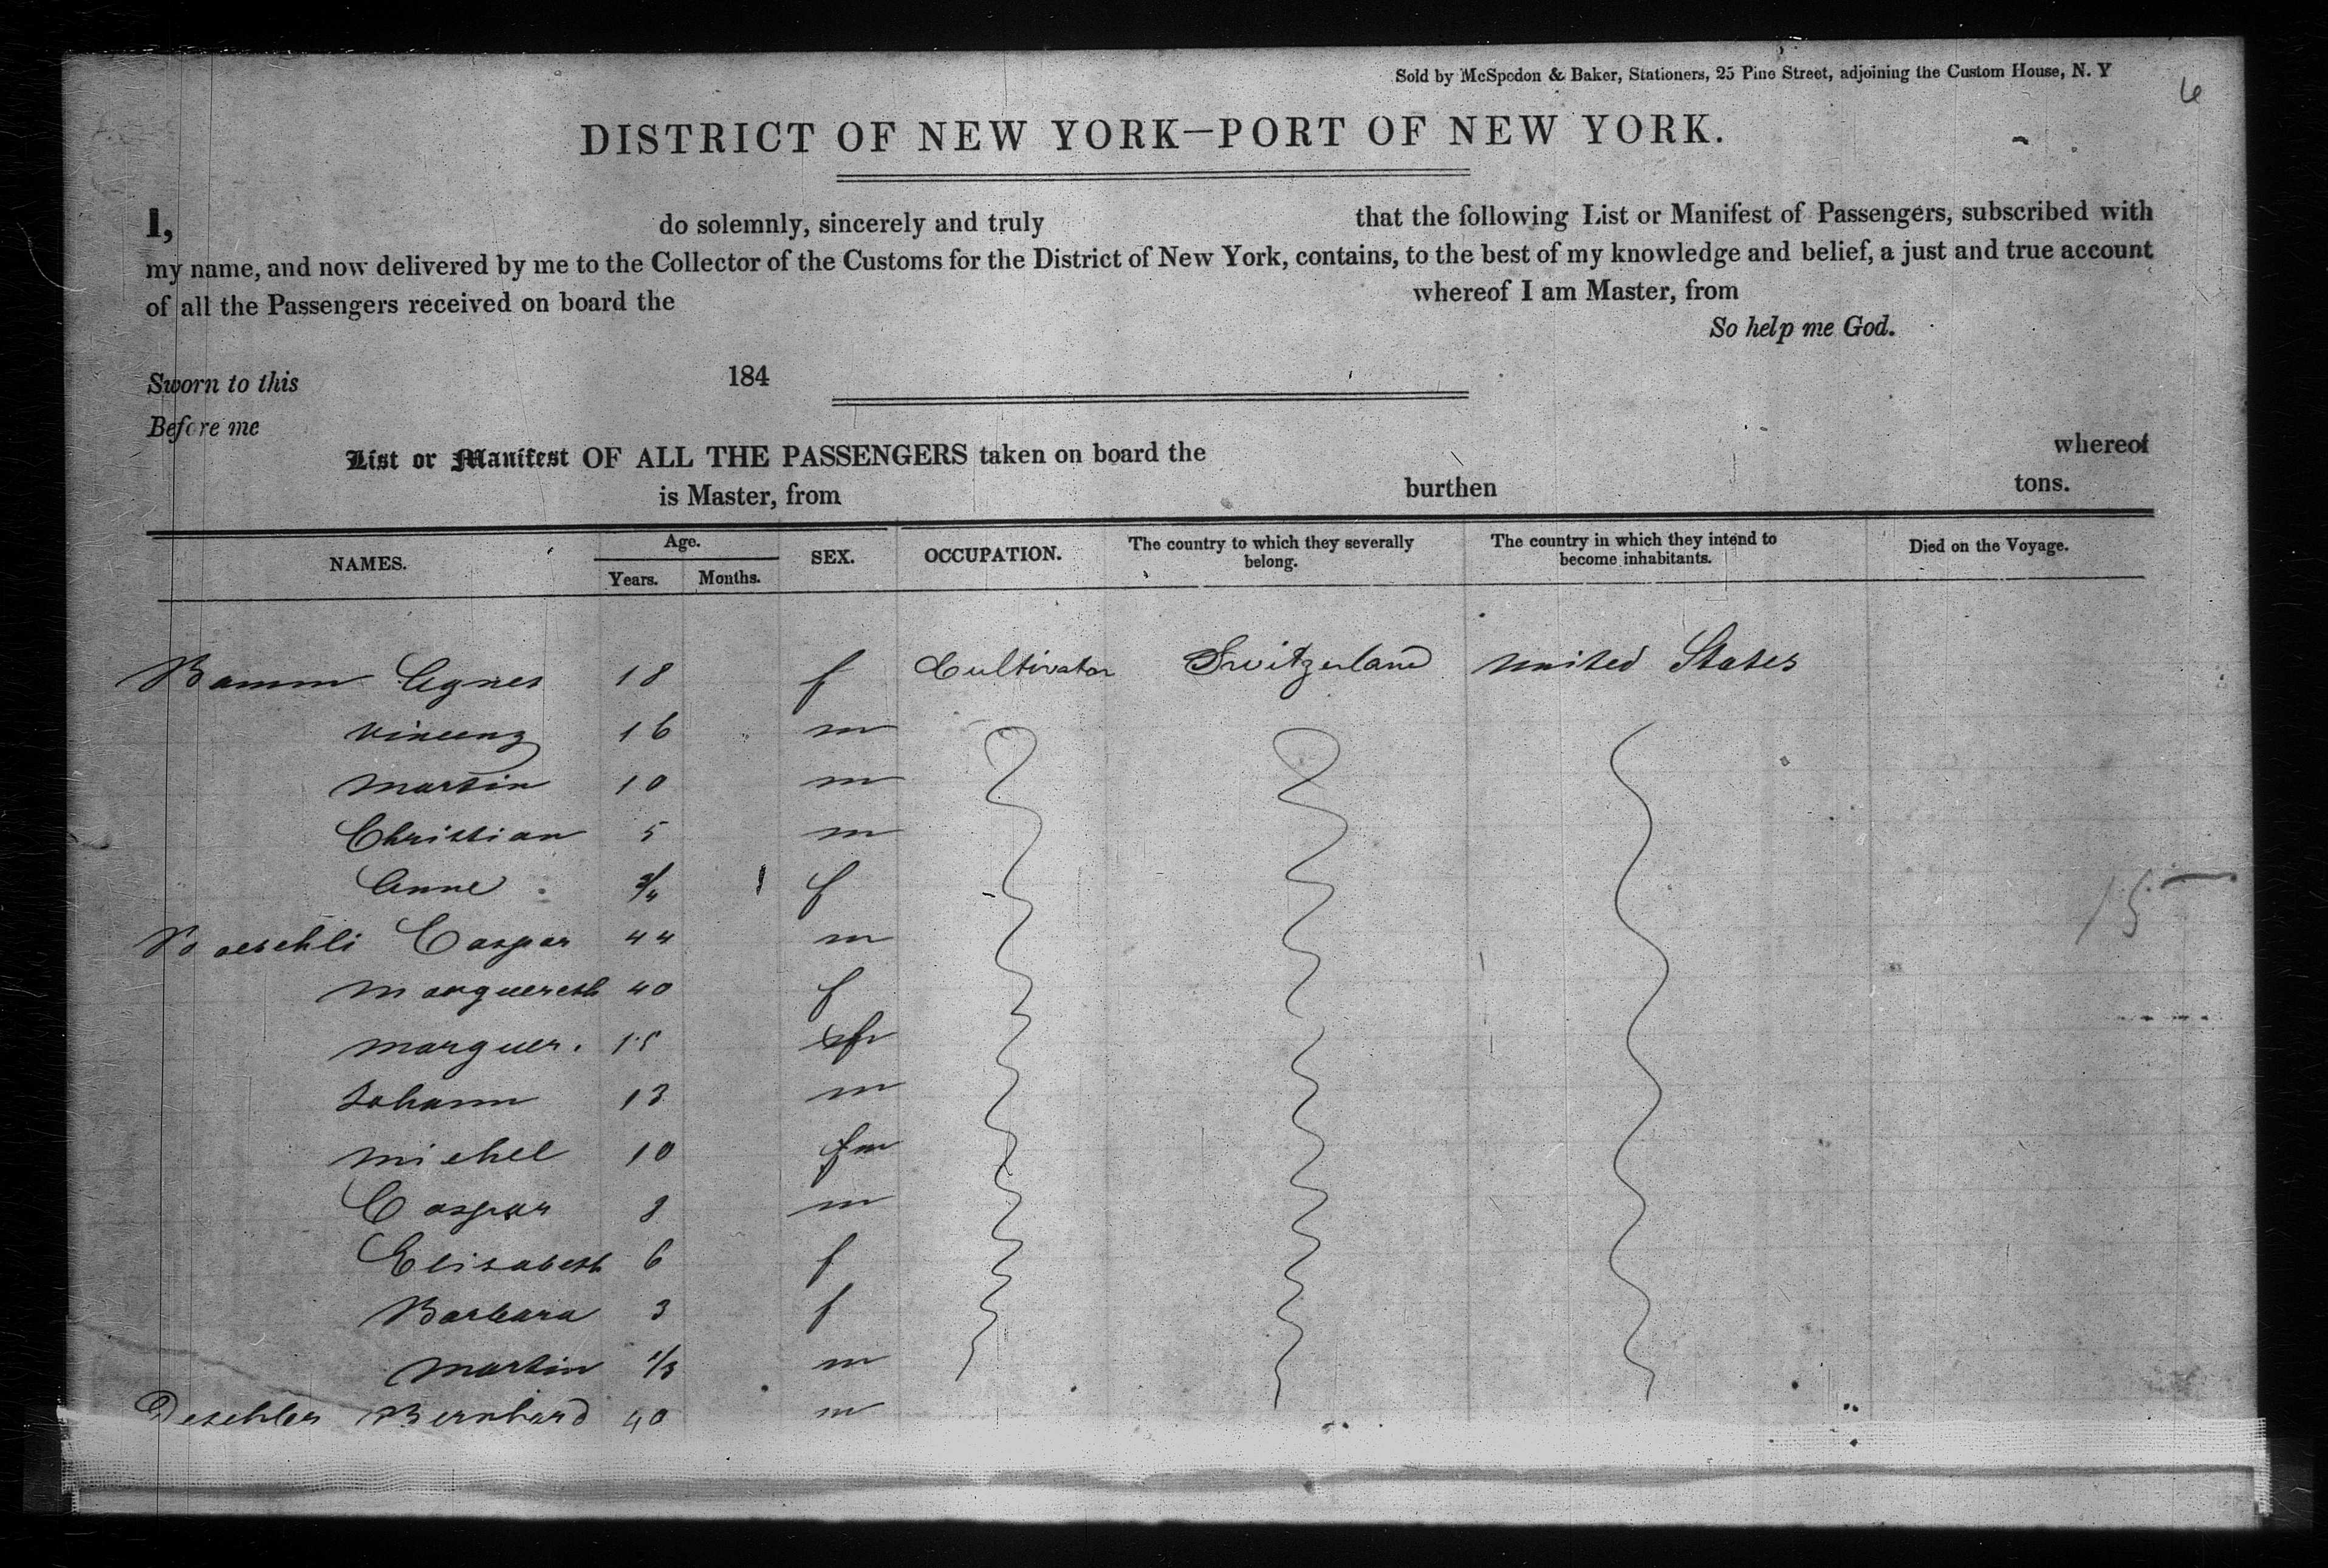 Sold by McSpedon & Baker, Stationers, 25 Pine Street, adjoining the Custom House, N. Y
6
DISTRICT OF NEW YORK—PORT OF NEW YORK.
I, do solemnly, sincerely and truly that the following List or Manifest of Passengers, subscribed with
my name, and now delivered by me to the Collector of the Customs for the District of New York, contains, to the best of my knowledge and belief, a just and true account
of all the Passengers received on board the whereof I am Master, from
So help me God.
Sworn to this 184
Before me
List or Manifest OF ALL THE PASSENGERS taken on board the whereof
is Master, from burthen tons.
NAMES. Age. Years. Months. SEX. OCCUPATION. The country to which they severally belong. The country in which they intend to become inhabitants. Died on the Voyage.
Bamm Agnes 18 f Cultivator Switzerland United States
Vincenz 16 m
Martin 10 m
Christian 5 m
Anne 3/4 f
Caspar 44 m
Marguereth 40 f
Marguer. 15 f
Johann 13 m
Michel 10 m
Caspar 8 m
Elisabeth 6 f
Barbara 3 f
Martin 1/3 m
Deschler Bernhard 40 m
15